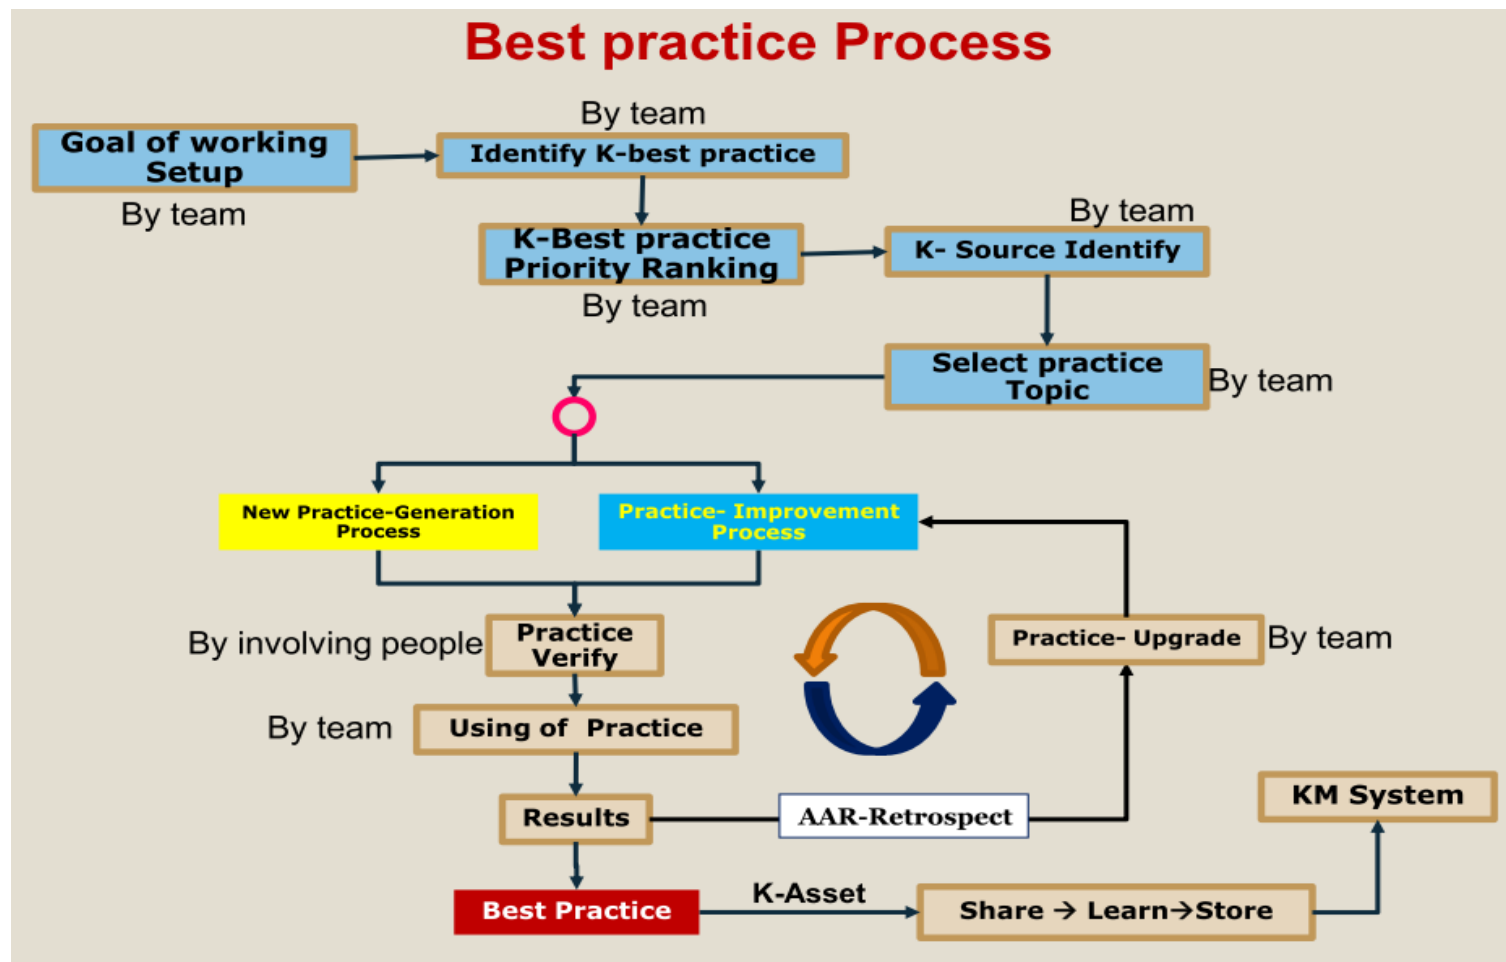 Best practice Process
By team
Goal of working
Setup
Identify K-best practice
By team
By team
K-Best practice
Priority Ranking
K- Source Identify
By team
Select practice
Topic
By team
New Practice-Generation
Process
Practice- Improvement
Process
By involving people
Practice
Verify
Practice- Upgrade
By team
By team
Using of  Practice
KM System
Results
AAR-Retrospect
K-Asset
Best Practice
Share → Learn→Store